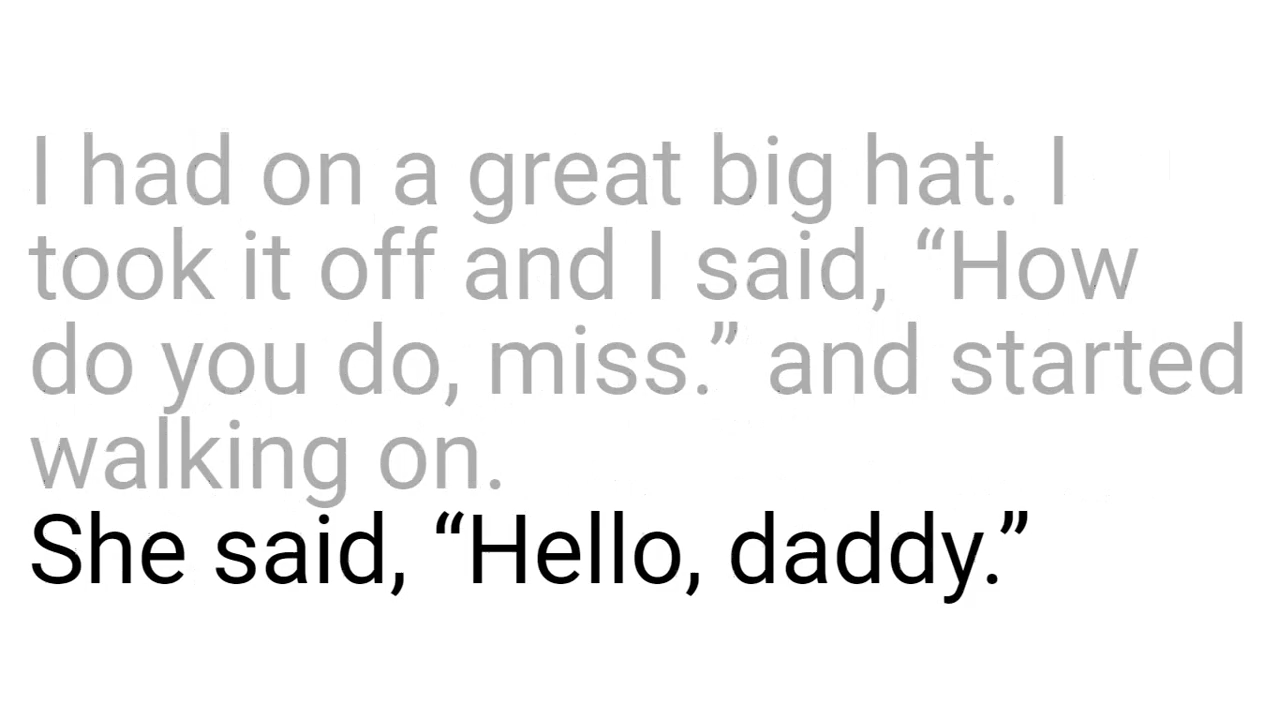 I had on a great big hat. I
took it off and I said, “How
do you do, miss.” and started
walking on.
She said, “Hello, daddy.”